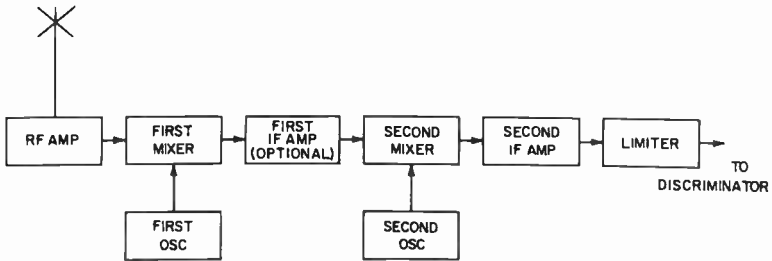 RF AMP
FIRST
MIXER
FIRST
IF AMP
(OPTIONAL)
SECOND
MIXER
SECOND
IF AMP
LIMITER
TO
DISCRIMINATOR
FIRST
OSC
SECOND
OSC